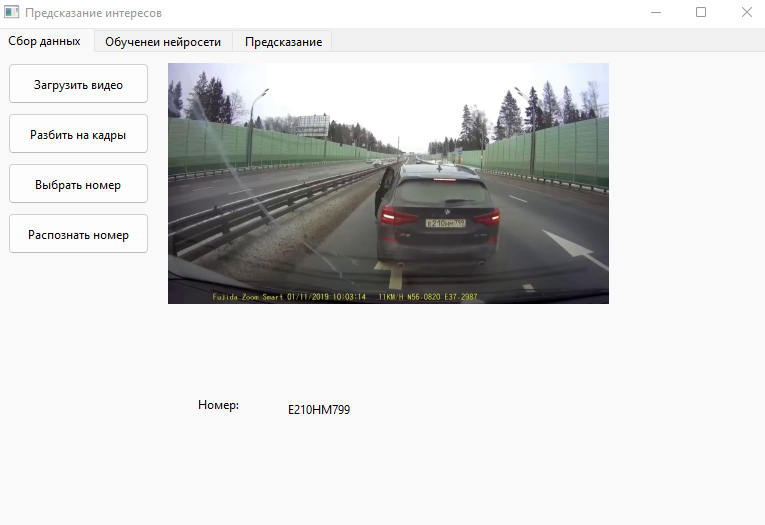 Предсказание интересов
Сбор данных
Обученеи нейросети
Предсказание
Загрузить видео
Разбить на кадры
Выбрать номер
Распознать номер
Е210НМ799
Fujida Zoom Smart 01/11/2019 10:03:14 11KM/H N56.0820 E37.2987
Номер:
E210HM799